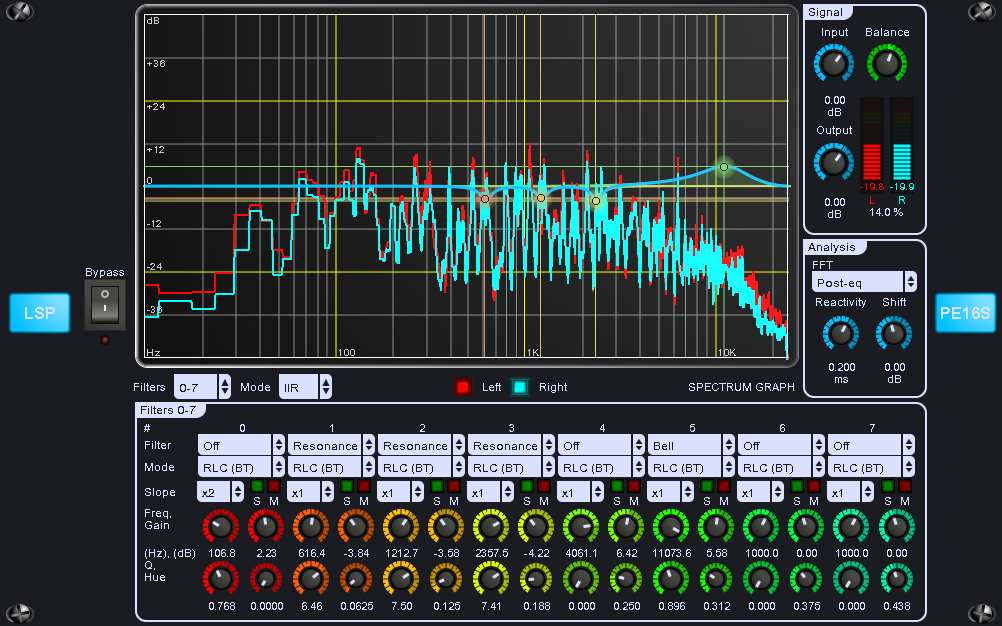 dB
+36
+24
+12
0
-12
-24
-36
Hz 100 1K 10K
Signal
Input Balance
0.00
dB
Output
0.00
dB
-19.8 -19.9
L R
14.0 %
Analysis
FFT
Post-eq
Reactivity Shift
0.200 0.00
ms dB
Bypass
LSP
PE16S
Filters 0-7 Mode IIR Left Right SPECTRUM GRAPH
Filters 0-7
# 0 1 2 3 4 5 6 7
Filter Off Resonance Resonance Resonance Off Bell Off Off
Mode RLC (BT) RLC (BT) RLC (BT) RLC (BT) RLC (BT) RLC (BT) RLC (BT) RLC (BT)
Slope x2 x1 x1 x1 x1 x1 x1 x1
S M S M S M S M S M S M S M S M
Freq,
Gain
(Hz), (dB) 106.8 2.23 616.4 -3.84 1212.7 -3.58 2357.5 -4.22 4061.1 6.42 11073.6 5.58 1000.0 0.00 1000.0 0.00
Q,
Hue
0.768 0.0000 6.46 0.0625 7.50 0.125 7.41 0.188 0.000 0.250 0.896 0.312 0.000 0.375 0.000 0.438